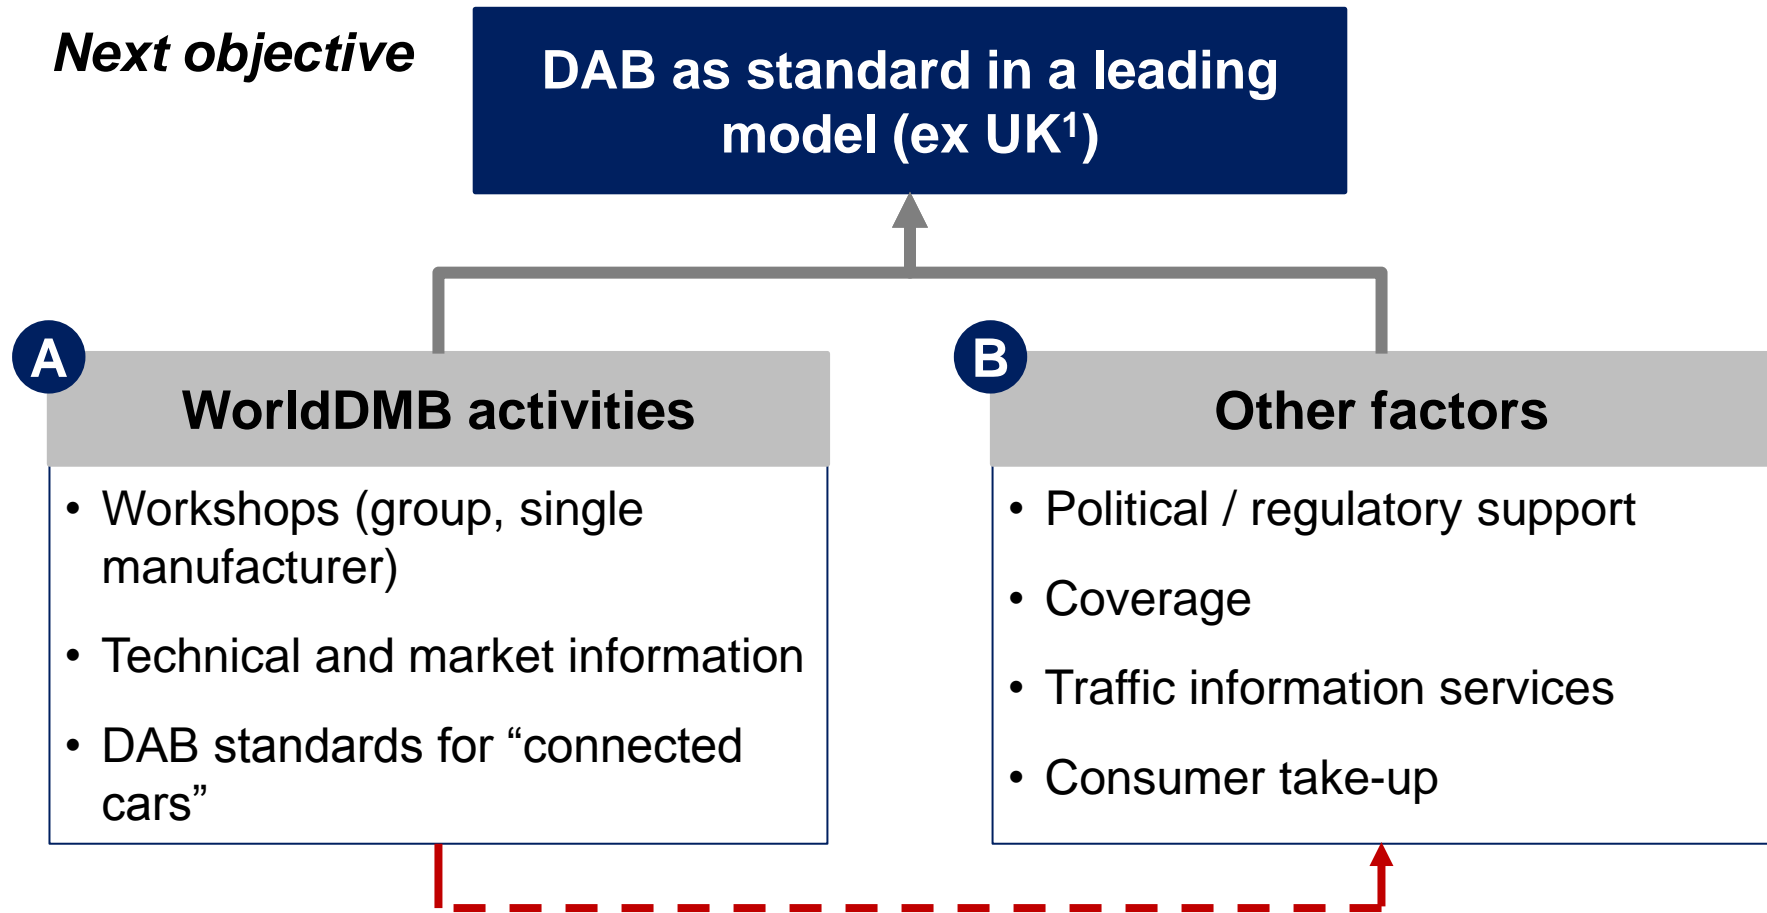 Next objective
DAB as standard in a leading
model (ex UK¹)
A
WorldDMB activities
• Workshops (group, single
manufacturer)
• Technical and market information
• DAB standards for “connected
cars”
B
Other factors
• Political / regulatory support
• Coverage
• Traffic information services
• Consumer take-up